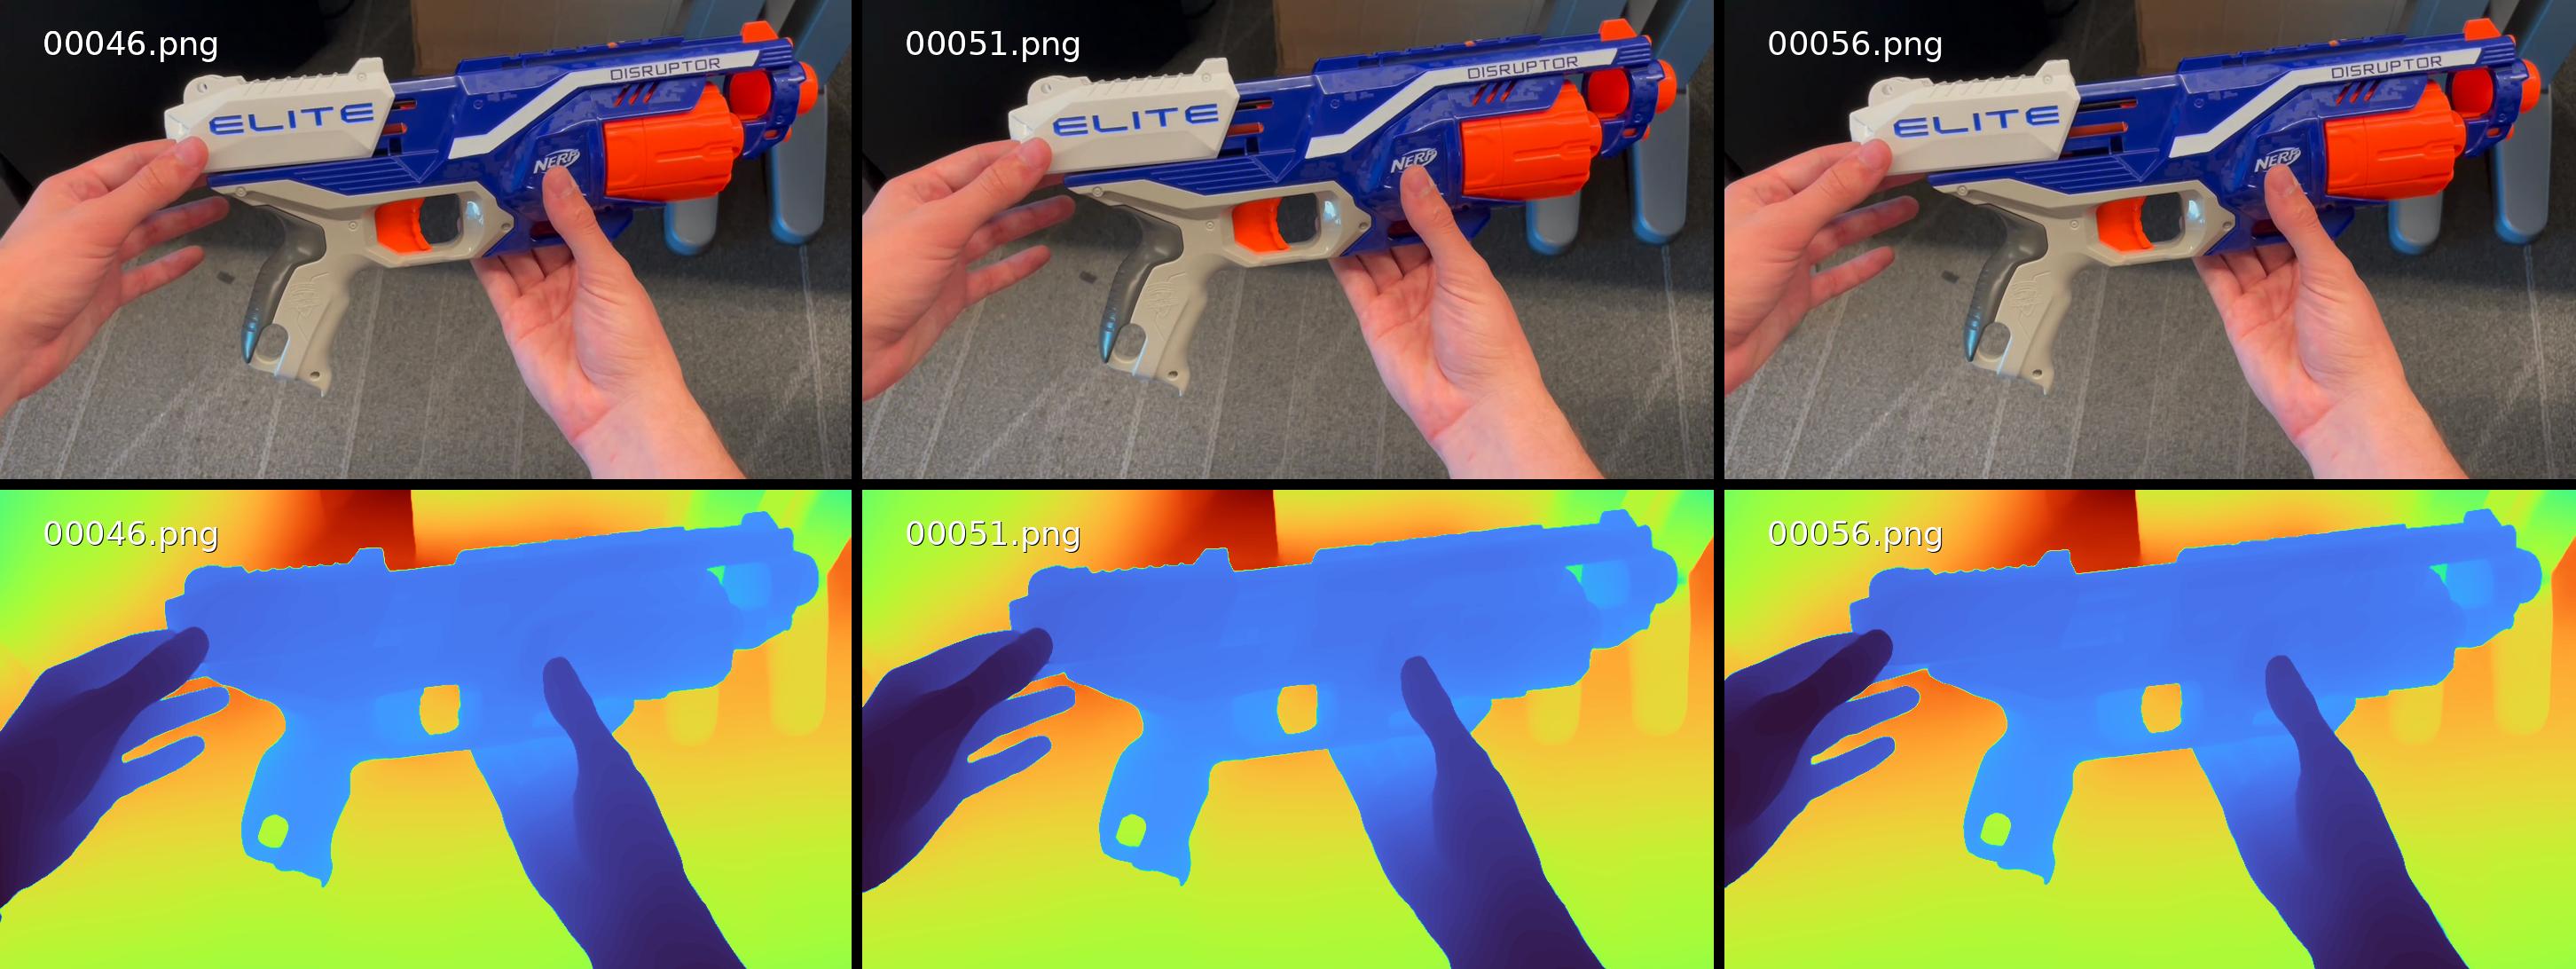 00046.png
DISRUPTOR
ELITE
NERF
00051.png
DISRUPTOR
ELITE
NERF
00056.png
DISRUPTOR
ELITE
NERF
00046.png
00051.png
00056.png